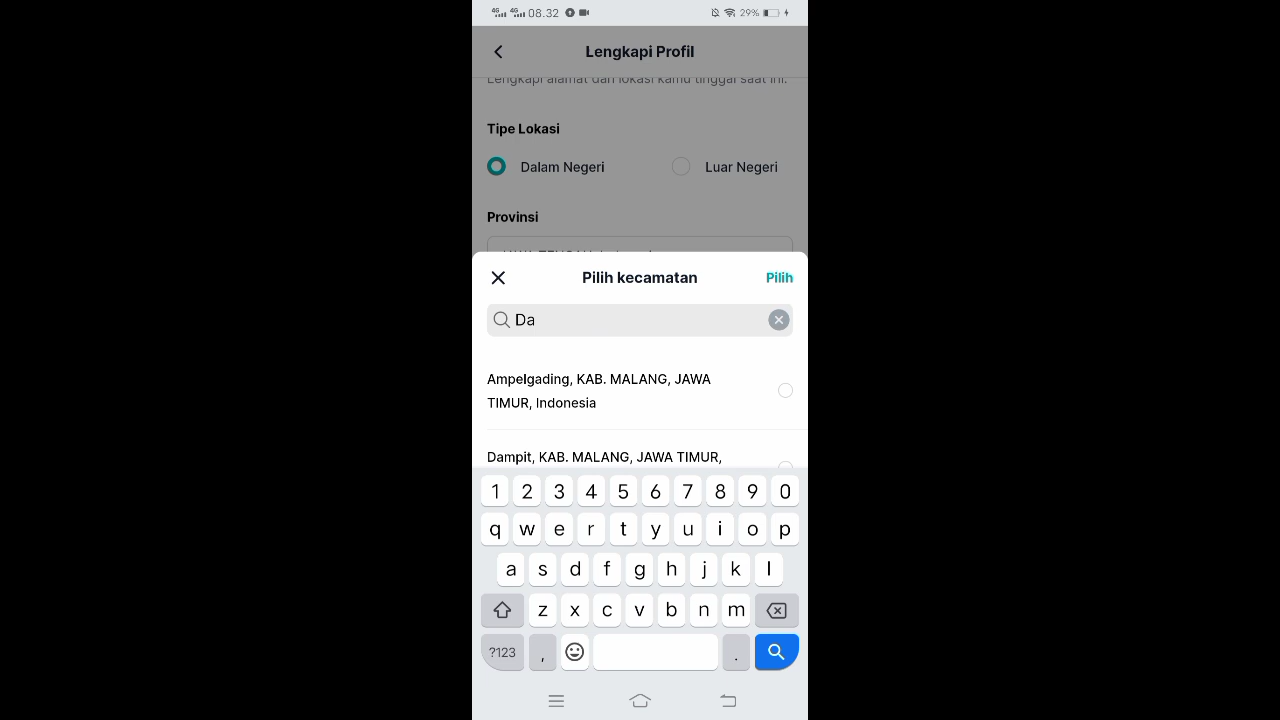 4G 4G 08.32 29%
Lengkapi Profil
Lengkapi alamat dan lokasi kamu tinggal saat ini.
Tipe Lokasi
Dalam Negeri Luar Negeri
Provinsi
Pilih kecamatan Pilih
Da
Ampelgading, KAB. MALANG, JAWA
TIMUR, Indonesia
Dampit, KAB. MALANG, JAWA TIMUR,
1 2 3 4 5 6 7 8 9 0
q w e r t y u i o p
a s d f g h j k l
z x c v b n m
?123 , .